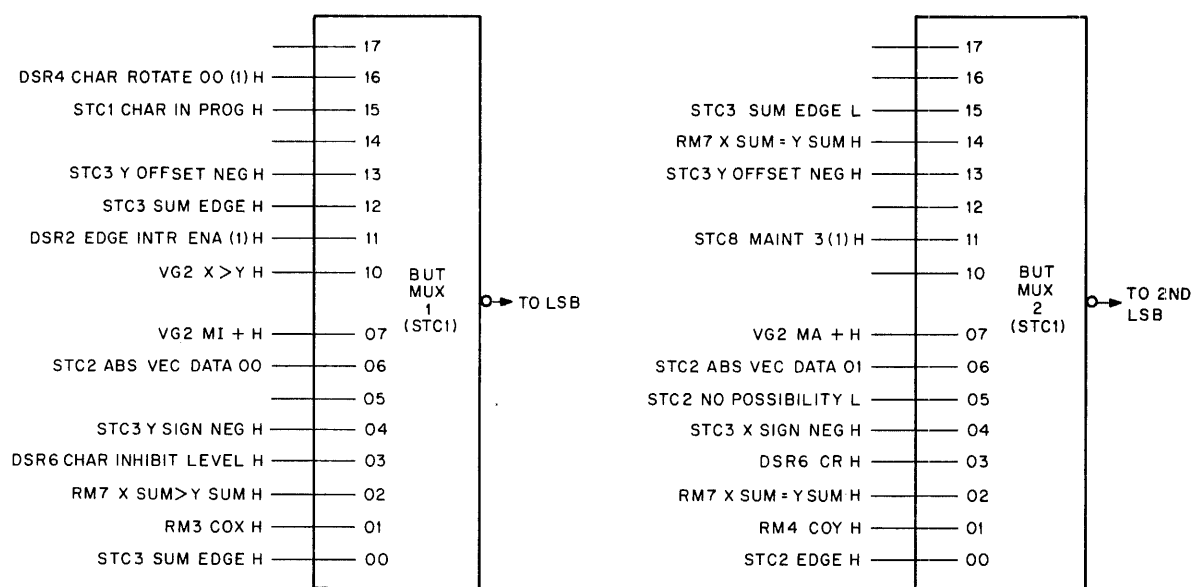 17
DSR4 CHAR ROTATE 00 (1) H 16
STC1 CHAR IN PROG H 15
14
STC3 Y OFFSET NEG H 13
STC3 SUM EDGE H 12
DSR2 EDGE INTR ENA (1) H 11
VG2 X > Y H 10
BUT
MUX
1
(STC1)
TO LSB
VG2 MI + H 07
STC2 ABS VEC DATA 00 06
05
STC3 Y SIGN NEG H 04
DSR6 CHAR INHIBIT LEVEL H 03
RM7 X SUM > Y SUM H 02
RM3 COX H 01
STC3 SUM EDGE H 00
17
16
STC3 SUM EDGE L 15
RM7 X SUM = Y SUM H 14
STC3 Y OFFSET NEG H 13
12
STC8 MAINT 3 (1) H 11
10
BUT
MUX
2
(STC1)
TO 2ND
LSB
VG2 MA + H 07
STC2 ABS VEC DATA 01 06
STC2 NO POSSIBILITY L 05
STC3 X SIGN NEG H 04
DSR6 CR H 03
RM7 X SUM = Y SUM H 02
RM4 COY H 01
STC2 EDGE H 00